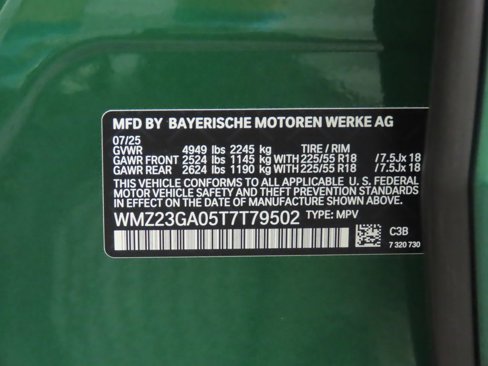 MFD BY BAYERISCHE MOTOREN WERKE AG
07/25
GVWR 4949 lbs 2245 kg TIRE / RIM
GAWR FRONT 2524 lbs 1145 kg WITH 225/55 R18 /7.5Jx 18
GAWR REAR 2624 lbs 1190 kg WITH 225/55 R18 /7.5Jx 18
THIS VEHICLE CONFORMS TO ALL APPLICABLE U. S. FEDERAL
MOTOR VEHICLE SAFETY AND THEFT PREVENTION STANDARDS
IN EFFECT ON THE DATE OF MANUFACTURE SHOWN ABOVE.
WMZ23GA05T7T79502 TYPE: MPV
C3B
7 320 730